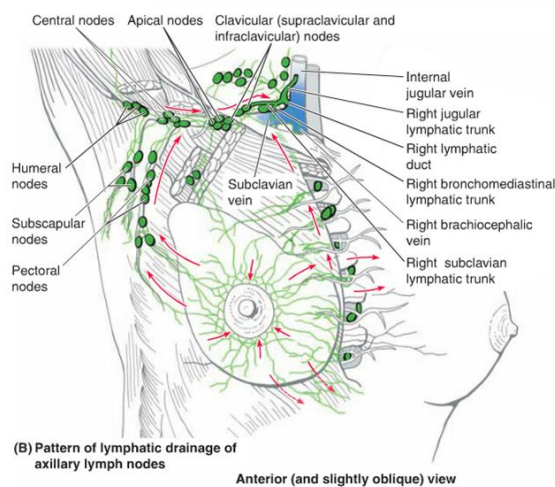 Central nodes
Apical nodes
Clavicular (supraclavicular and
infraclavicular) nodes
Internal
jugular vein
Right jugular
lymphatic trunk
Right lymphatic
duct
Right bronchomediastinal
lymphatic trunk
Right brachiocephalic
vein
Right subclavian
lymphatic trunk
Humeral
nodes
Subscapular
nodes
Pectoral
nodes
Subclavian
vein
(B) Pattern of lymphatic drainage of
axillary lymph nodes
Anterior (and slightly oblique) view